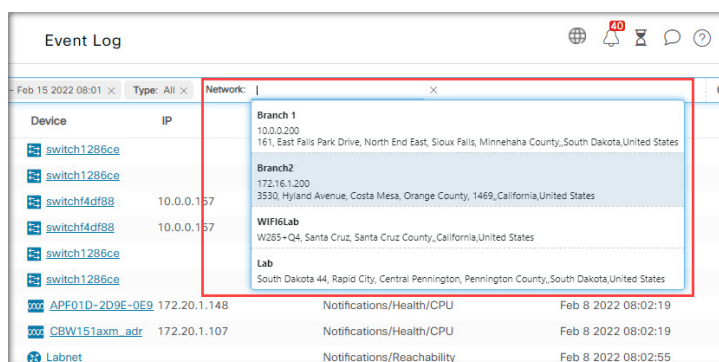 Event Log
40
- Feb 15 2022 08:01 × Type: All × Network: ×
Device IP
Branch 1
10.0.0.200
161, East Falls Park Drive, North End East, Sioux Falls, Minnehaha County,,South Dakota,United States
Branch2
172.16.1.200
3530, Hyland Avenue, Costa Mesa, Orange County, 1469,,California,United States
WIFI6Lab
W285+Q4, Santa Cruz, Santa Cruz County,,California,United States
Lab
South Dakota 44, Rapid City, Central Pennington, Pennington County,,South Dakota,United States
switch1286ce
switch1286ce
switchf4df88 10.0.0.157
switchf4df88 10.0.0.157
switch1286ce
switch1286ce
APF01D-2D9E-0E9 172.20.1.148 Notifications/Health/CPU Feb 8 2022 08:02:19
CBW151axm_adr 172.20.1.107 Notifications/Health/CPU Feb 8 2022 08:02:19
Labnet Notifications/Reachability Feb 8 2022 08:02:55